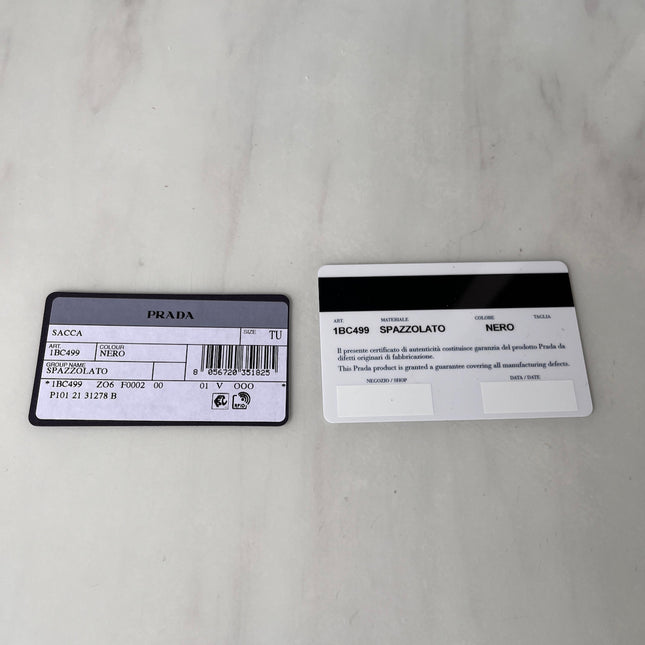 PRADA
SACCA SIZE TU
ART. COLOUR
1BC499 NERO
GROUP NAME
SPAZZOLATO
8 056720 351825
*1BC499 ZO6 F0002 00 01 V OOO *
P101 21 31278 B
RFID
ART. MATERIALE COLORE TAGLIA
1BC499 SPAZZOLATO NERO
Il presente certificato di autenticità costituisce garanzia del prodotto Prada da
difetti originari di fabbricazione.
This Prada product is granted a guarantee covering all manufacturing defects.
NEGOZIO / SHOP DATA / DATE